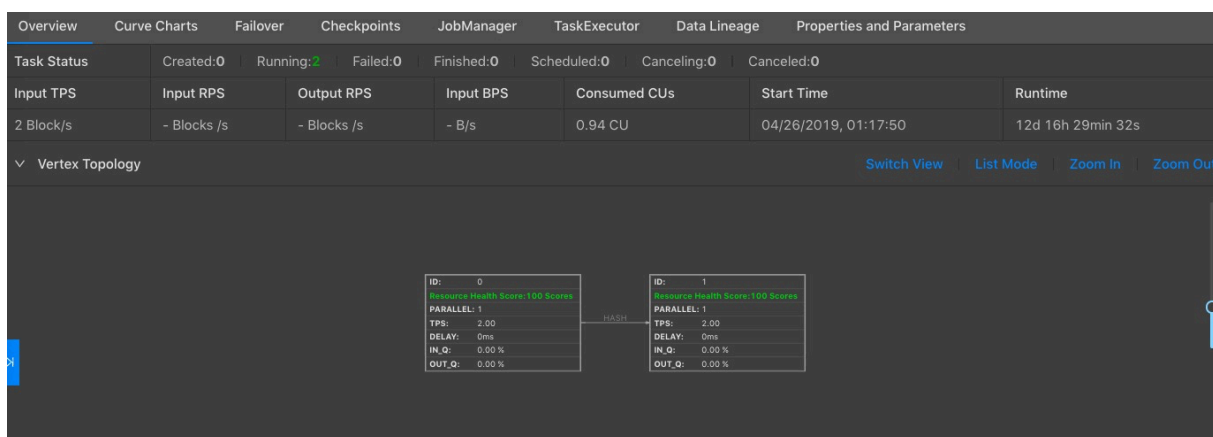 Overview Curve Charts Failover Checkpoints JobManager TaskExecutor Data Lineage Properties and Parameters
Task Status Created:0 Running:2 Failed:0 Finished:0 Scheduled:0 Canceling:0 Canceled:0
Input TPS Input RPS Output RPS Input BPS Consumed CUs Start Time Runtime
2 Block/s - Blocks /s - Blocks /s - B/s 0.94 CU 04/26/2019, 01:17:50 12d 16h 29min 32s
Vertex Topology Switch View List Mode Zoom In Zoom Ou
ID: 0
Resource Health Score:100 Scores
PARALLEL: 1
TPS: 2.00
DELAY: 0ms
IN_Q: 0.00 %
OUT_Q: 0.00 %
HASH
ID: 1
Resource Health Score:100 Scores
PARALLEL: 1
TPS: 2.00
DELAY: 0ms
IN_Q: 0.00 %
OUT_Q: 0.00 %